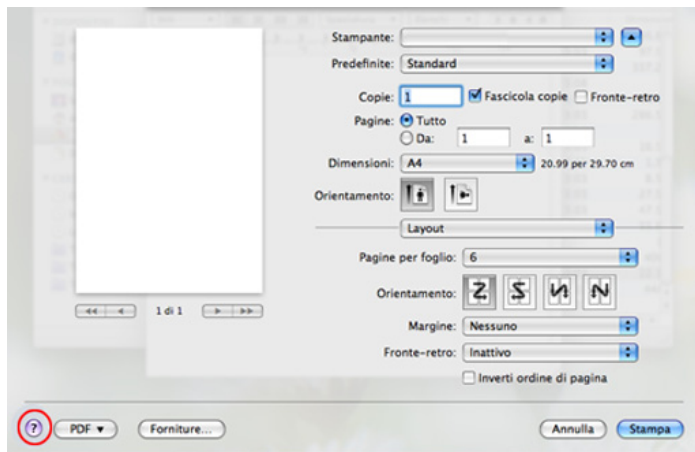 Stampante:
Predefinite: Standard
Copie: 1 Fascicola copie Fronte-retro
Pagine: Tutto
Da: 1 a: 1
Dimensioni: A4 20.99 per 29.70 cm
Orientamento:
Layout
Pagine per foglio: 6
Orientamento:
1 di 1
Margine: Nessuno
Fronte-retro: Inattivo
Inverti ordine di pagina
? PDF Forniture... Annulla Stampa